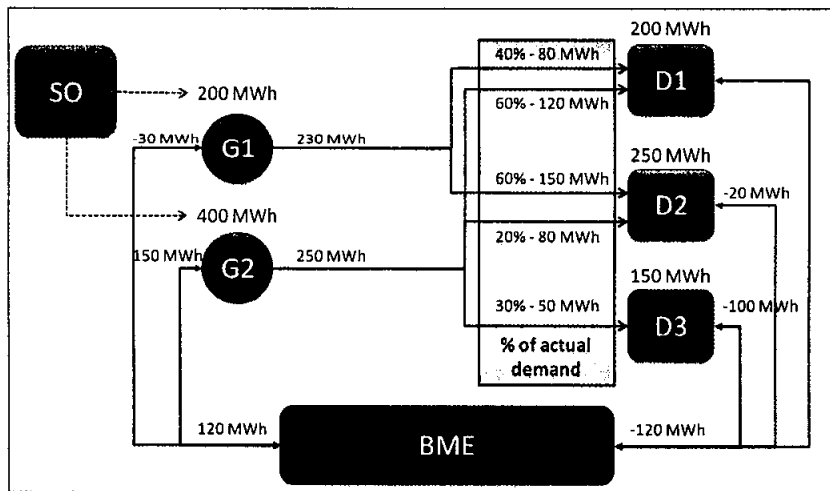 200 MWh
SO
40% - 80 MWh
D1
200 MWh
60% - 120 MWh
-30 MWh
G1
230 MWh
250 MWh
60% - 150 MWh
D2
-20 MWh
400 MWh
20% - 80 MWh
150 MWh
G2
250 MWh
150 MWh
30% - 50 MWh
D3
-100 MWh
% of actual
demand
120 MWh
BME
-120 MWh